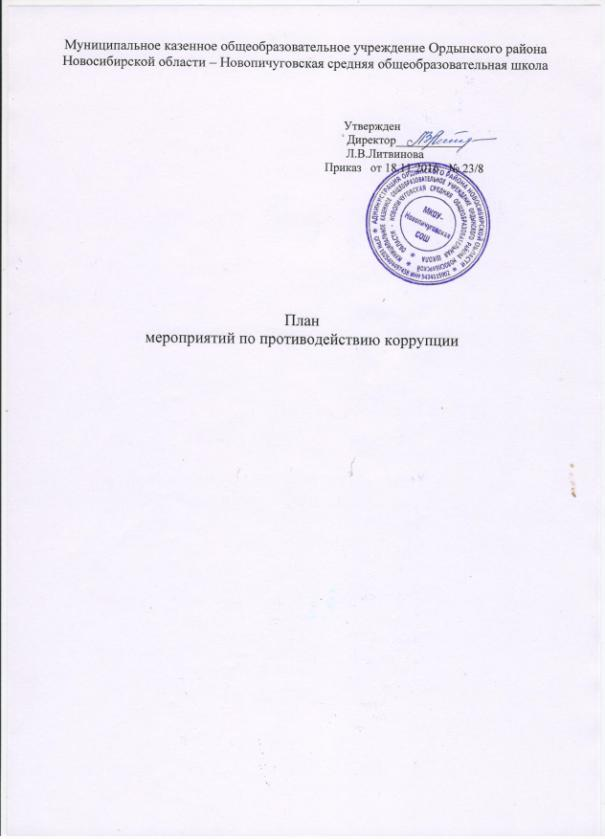 Муниципальное казенное общеобразовательное учреждение Ордынского района
Новосибирской области – Новопичуговская средняя общеобразовательная школа
Утвержден
Директор
Л.В.Литвинова
Приказ от 18.11.2016 № 23/8
МКОУ-
Новопичуговская
СОШ
План
мероприятий по противодействию коррупции